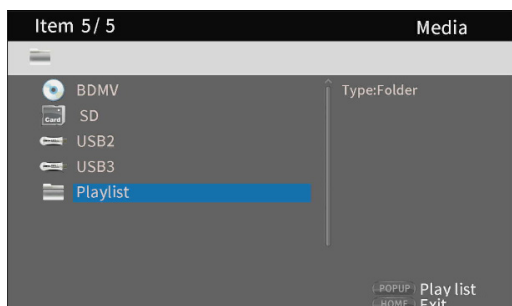 Item 5/ 5
Media
BDMV
Type:Folder
Card
SD
USB2
USB3
Playlist
POPUP Play list
HOME Exit